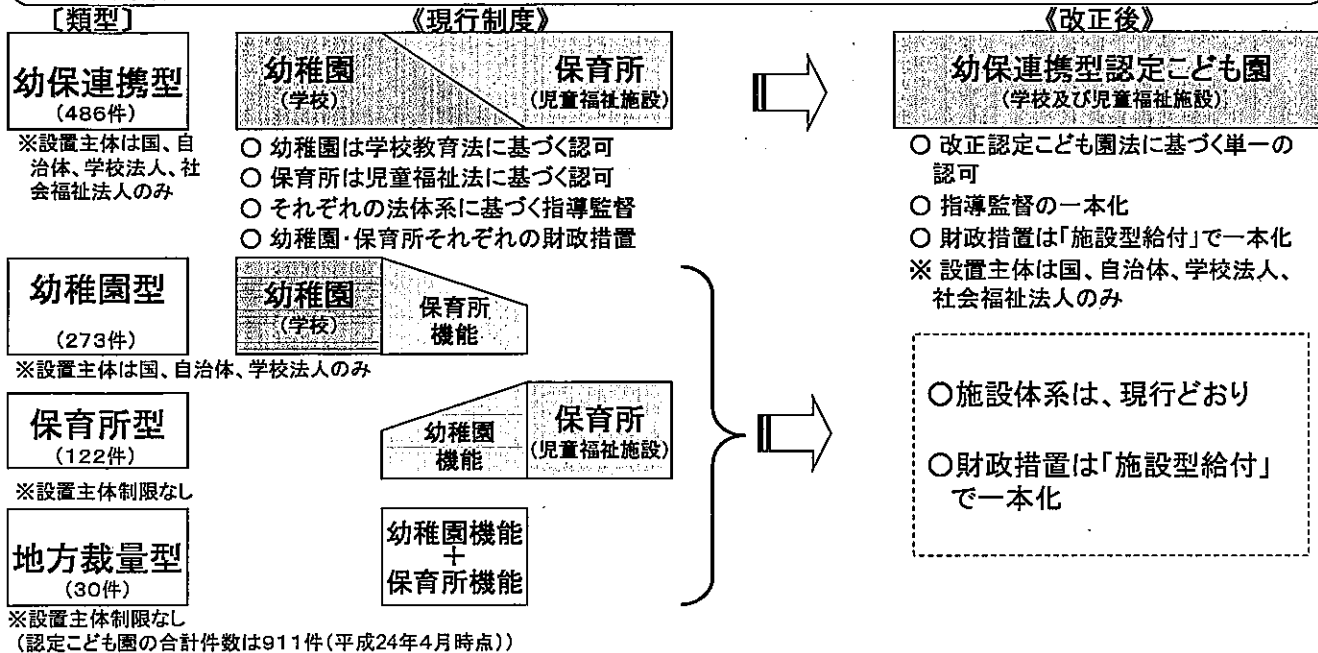 〔類型〕
《現行制度》
《改正後》
幼保連携型
(486件)
※設置主体は国、自
治体、学校法人、社
会福祉法人のみ
幼稚園
(学校)
保育所
(児童福祉施設)
○ 幼稚園は学校教育法に基づく認可
○ 保育所は児童福祉法に基づく認可
○ それぞれの法体系に基づく指導監督
○ 幼稚園・保育所それぞれの財政措置
幼保連携型認定こども園
(学校及び児童福祉施設)
○ 改正認定こども園法に基づく単一の
認可
○ 指導監督の一本化
○ 財政措置は「施設型給付」で一本化
※ 設置主体は国、自治体、学校法人、
社会福祉法人のみ
幼稚園型
(273件)
※設置主体は国、自治体、学校法人のみ
幼稚園
(学校)
保育所
機能
保育所型
(122件)
※設置主体制限なし
幼稚園
機能
保育所
(児童福祉施設)
地方裁量型
(30件)
※設置主体制限なし
幼稚園機能
+
保育所機能
○施設体系は、現行どおり
○財政措置は「施設型給付」
で一本化
(認定こども園の合計件数は911件(平成24年4月時点))